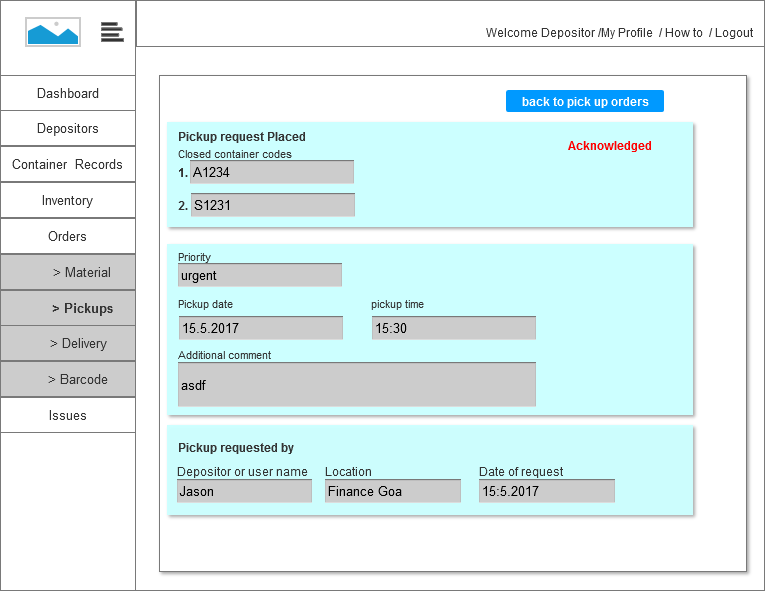 Welcome Depositor /My Profile / How to / Logout
Dashboard
Depositors
Container Records
Inventory
Orders
> Material
> Pickups
> Delivery
> Barcode
Issues
back to pick up orders
Pickup request Placed
Acknowledged
Closed container codes
1. A1234
2. S1231
Priority
urgent
Pickup date pickup time
15.5.2017 15:30
Additional comment
asdf
Pickup requested by
Depositor or user name Location Date of request
Jason Finance Goa 15:5.2017